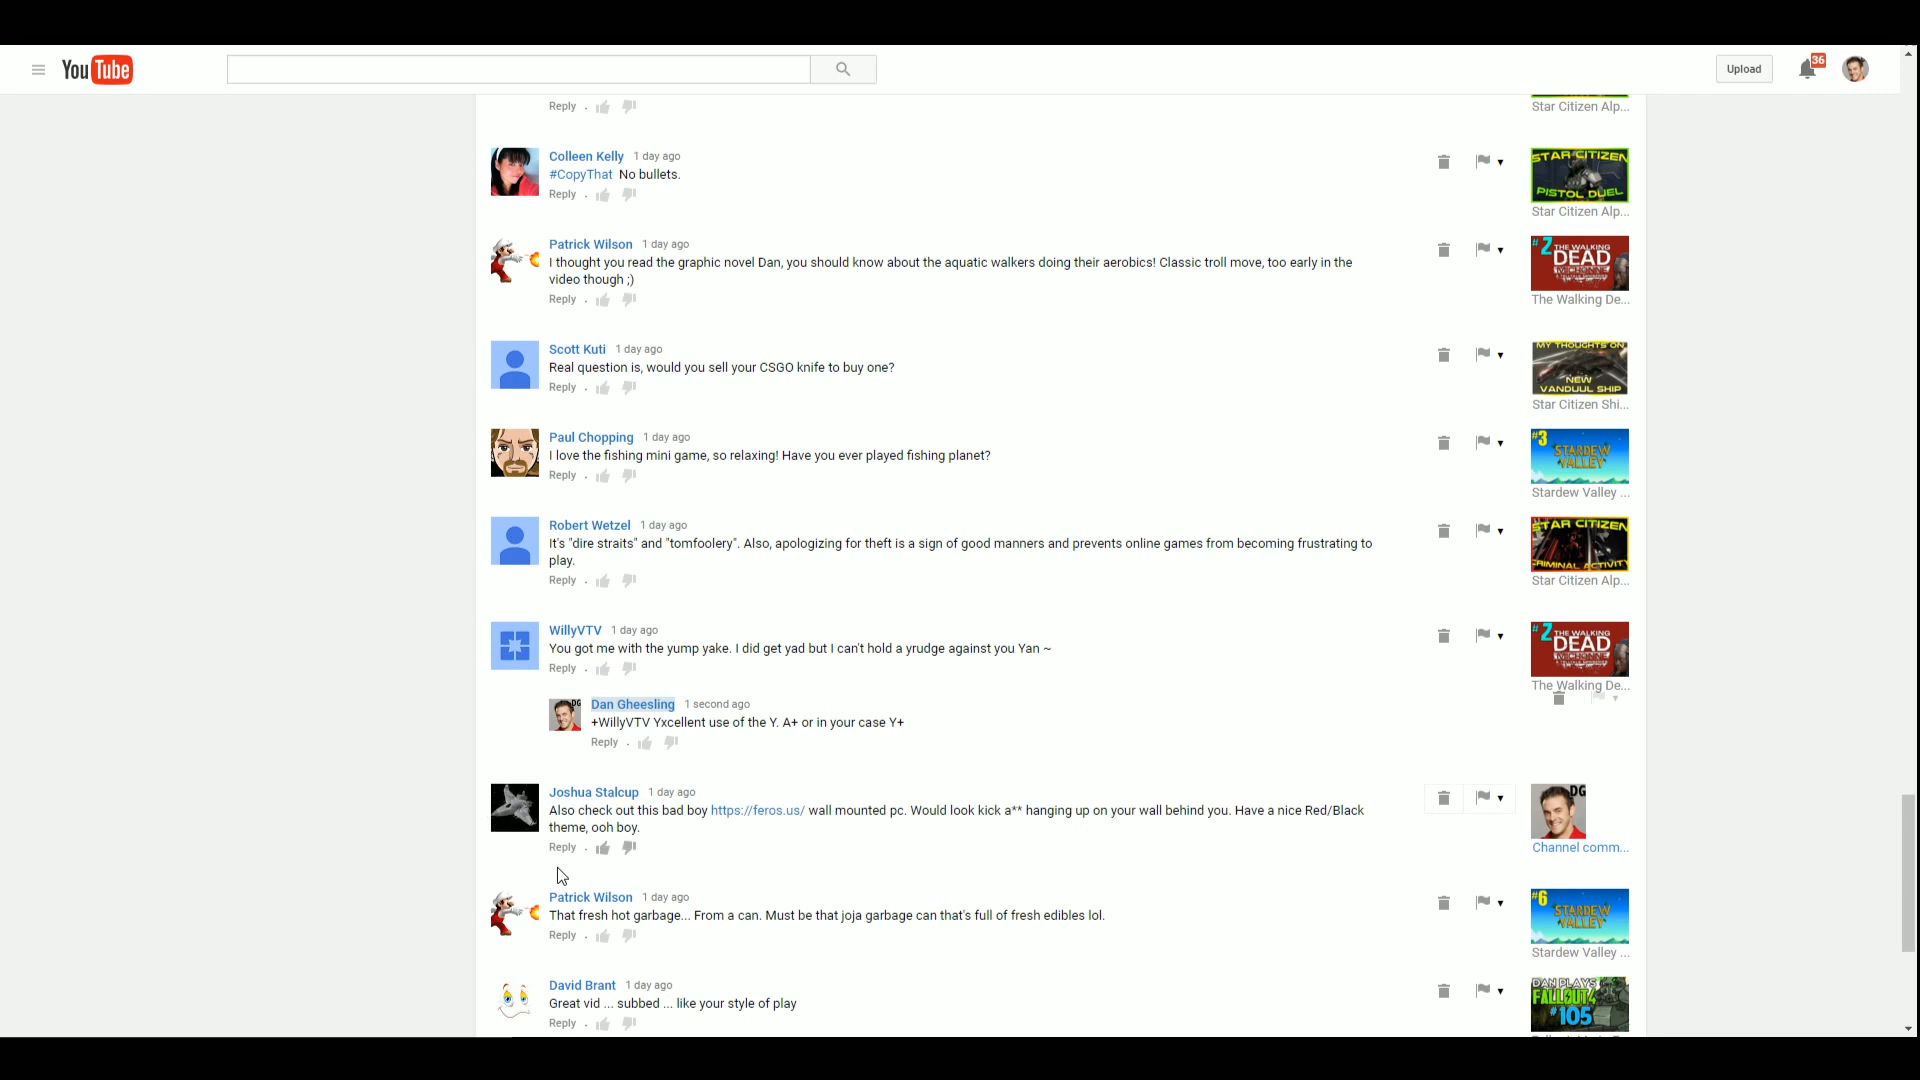 YouTube
Upload
36
Reply .
Star Citizen Alp...
Colleen Kelly 1 day ago
#CopyThat No bullets.
Reply .
STAR CITIZEN
PISTOL DUEL
Star Citizen Alp...
Patrick Wilson 1 day ago
I thought you read the graphic novel Dan, you should know about the aquatic walkers doing their aerobics! Classic troll move, too early in the
video though ;)
Reply .
#2 THE WALKING
DEAD
MICHONNE
The Walking De...
Scott Kuti 1 day ago
Real question is, would you sell your CSGO knife to buy one?
Reply .
MY THOUGHTS ON
NEW
VANDUUL SHIP
Star Citizen Shi...
Paul Chopping 1 day ago
I love the fishing mini game, so relaxing! Have you ever played fishing planet?
Reply .
#3
STARDEW
VALLEY
Stardew Valley ...
Robert Wetzel 1 day ago
It's "dire straits" and "tomfoolery". Also, apologizing for theft is a sign of good manners and prevents online games from becoming frustrating to
play.
Reply .
STAR CITIZEN
CRIMINAL ACTIVITY
Star Citizen Alp...
WillyVTV 1 day ago
You got me with the yump yake. I did get yad but I can't hold a yrudge against you Yan ~
Reply .
#2 THE WALKING
DEAD
MICHONNE
The Walking De...
DG
Dan Gheesling 1 second ago
+WillyVTV Yxcellent use of the Y. A+ or in your case Y+
Reply .
Joshua Stalcup 1 day ago
Also check out this bad boy https://feros.us/ wall mounted pc. Would look kick a** hanging up on your wall behind you. Have a nice Red/Black
theme, ooh boy.
Reply .
DG
Channel comm...
Patrick Wilson 1 day ago
That fresh hot garbage... From a can. Must be that joja garbage can that's full of fresh edibles lol.
Reply .
#6
STARDEW
VALLEY
Stardew Valley ...
David Brant 1 day ago
Great vid ... subbed ... like your style of play
Reply .
DAN PLAYS
FALLOUT 4
#105